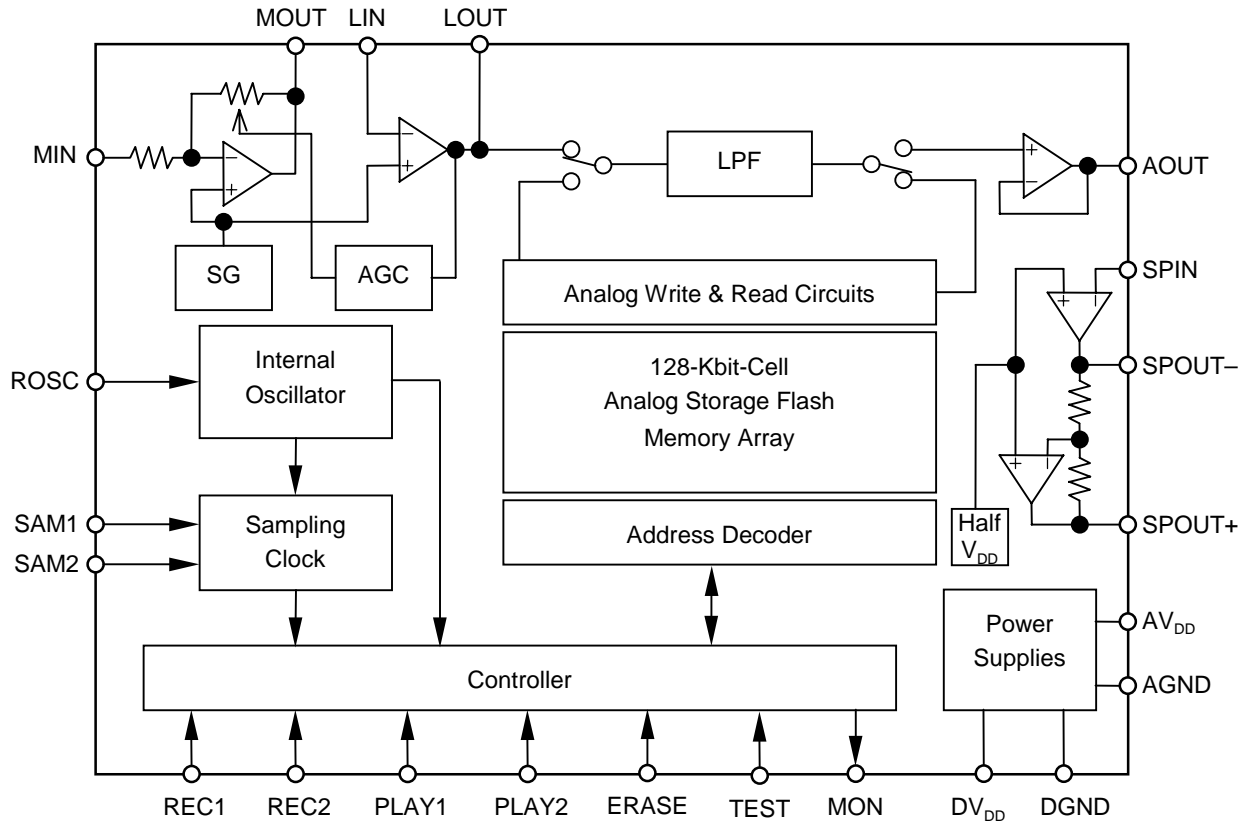 MOUT LIN LOUT
MIN
− +
− +
LPF
+ −
AOUT
SG
AGC
Analog Write & Read Circuits
SPIN
+ −
Internal
Oscillator
ROSC
128-Kbit-Cell
Analog Storage Flash
Memory Array
SPOUT–
+ −
SAM1
SAM2
Sampling
Clock
Address Decoder
Half
VDD
SPOUT+
Controller
Power
Supplies
AVDD
AGND
REC1 REC2 PLAY1 PLAY2 ERASE TEST MON DVDD DGND